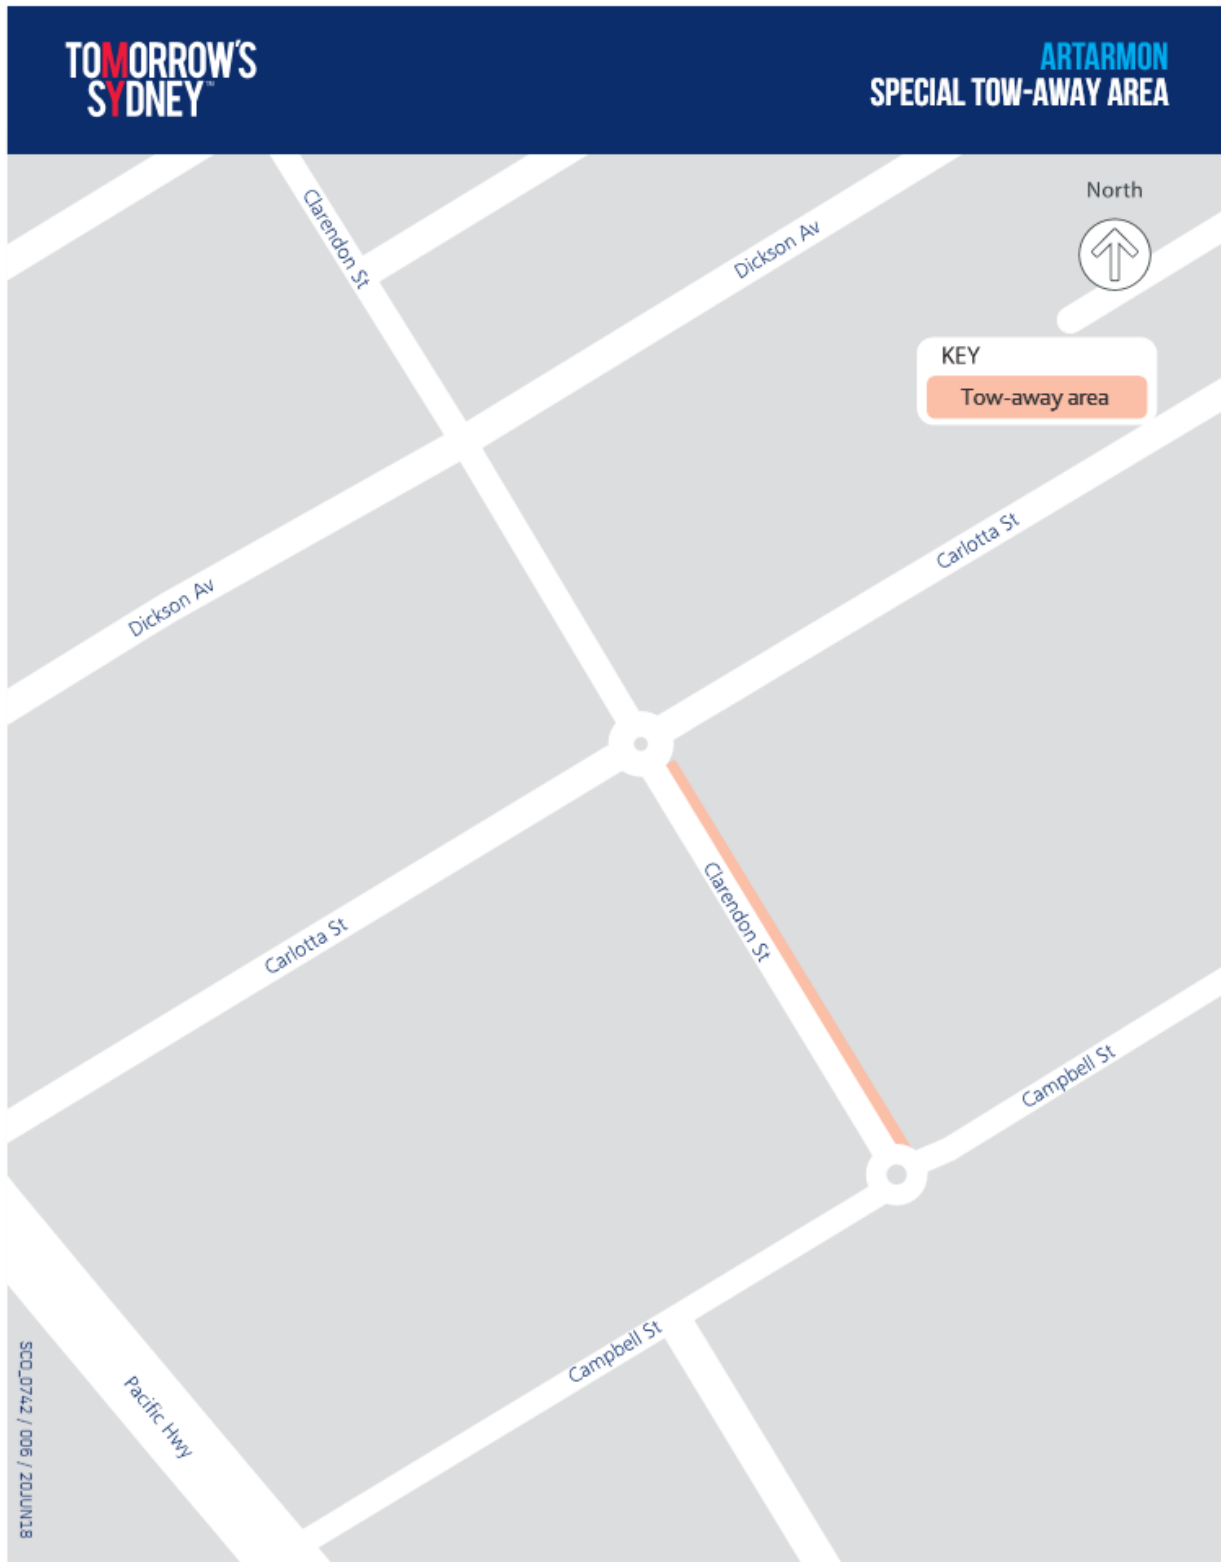 TOMORROW'S
SYDNEY™
ARTARMON
SPECIAL TOW-AWAY AREA
North
Clarendon St
Dickson Av
KEY
Tow-away area
Carlotta St
Dickson Av
Clarendon St
Carlotta St
Campbell St
Campbell St
Pacific Hwy
SCO_0742 / 006 / 20JUN18